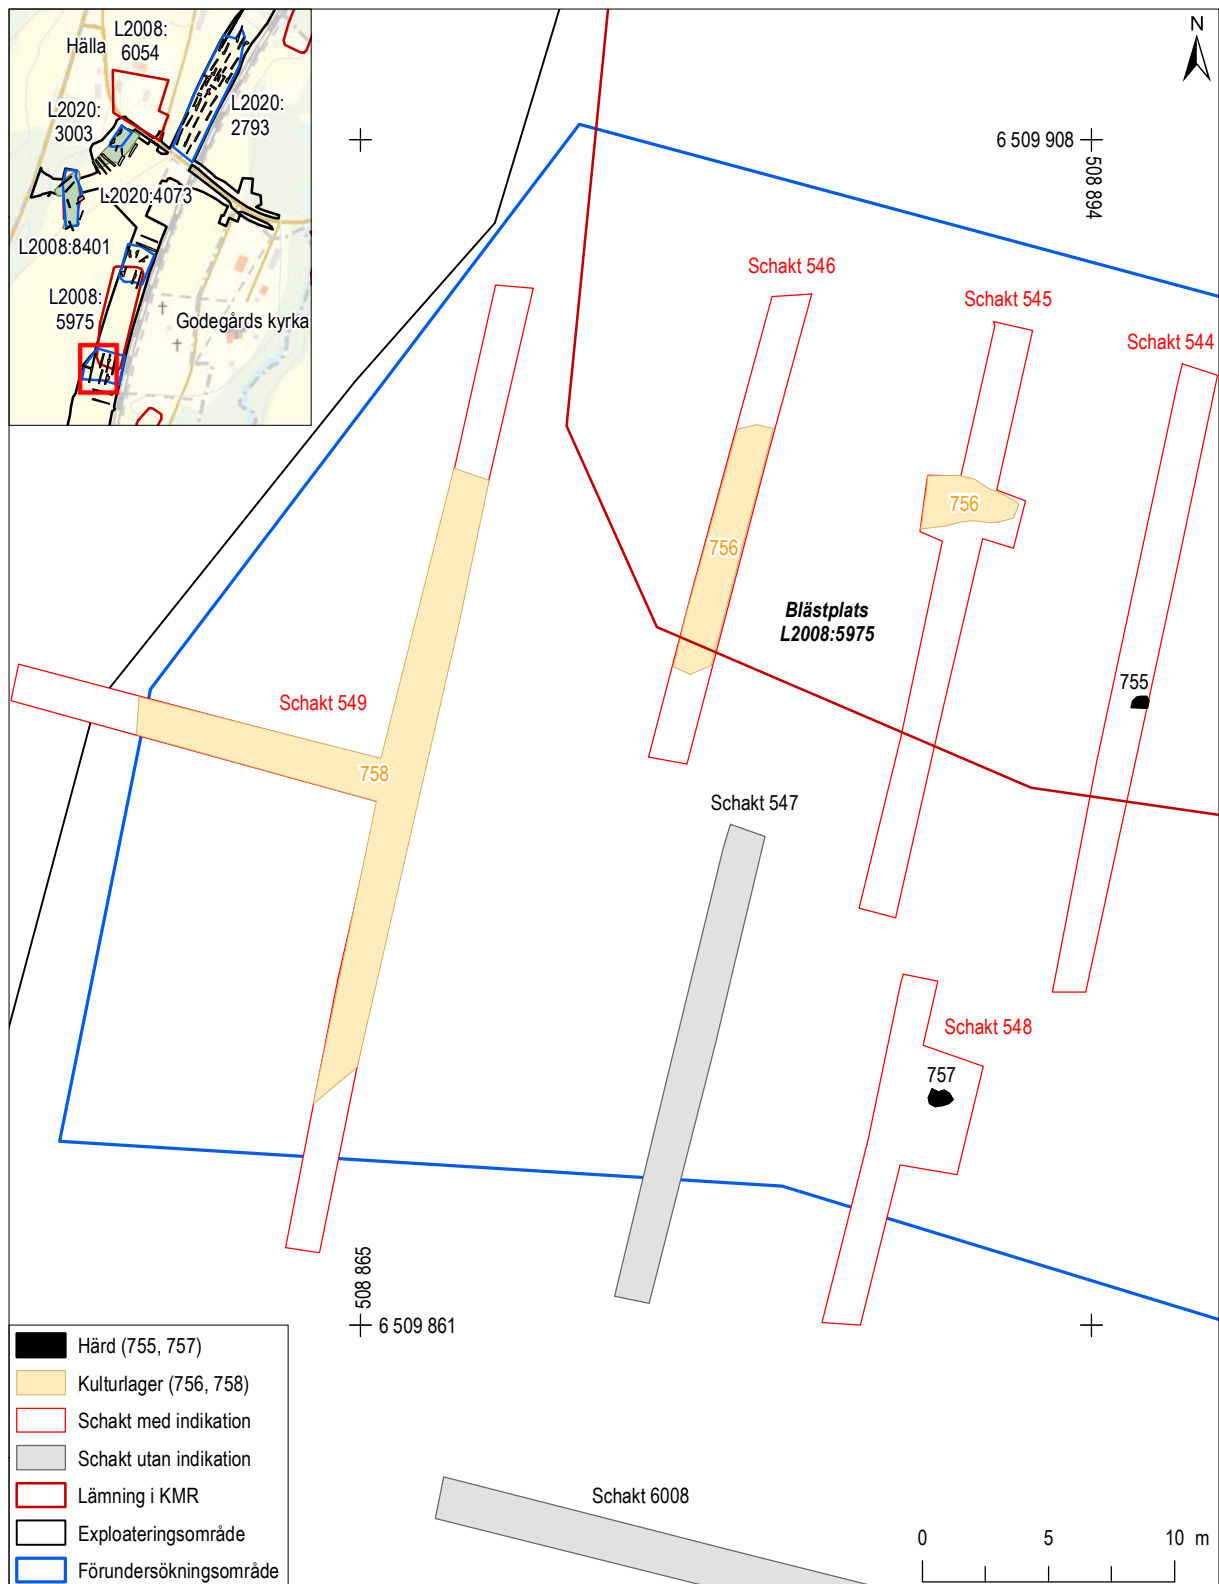 Hälla
L2008:
6054
L2020:
3003
L2020:
2793
L2020:4073
L2008:8401
L2008:
5975
Godegårds kyrka
N
6 509 908
508 894
Schakt 546
Schakt 545
Schakt 544
756
756
Blästplats
L2008:5975
755
Schakt 549
758
Schakt 547
Schakt 548
757
508 865
6 509 861
Härd (755, 757)
Kulturlager (756, 758)
Schakt med indikation
Schakt utan indikation
Lämning i KMR
Exploateringsområde
Förundersökningsområde
Schakt 6008
0 5 10 m